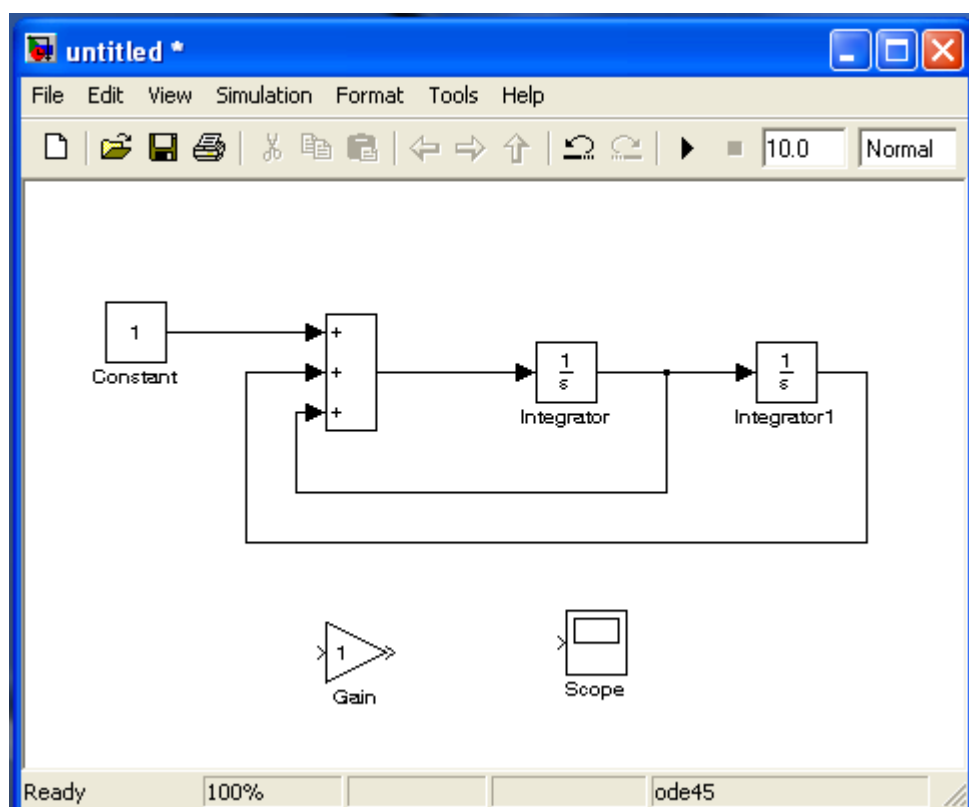 untitled *
File Edit View Simulation Format Tools Help
10.0 Normal
1
Constant
+
+
+
1
s
Integrator
1
s
Integrator1
1
Gain
Scope
Ready 100% ode45